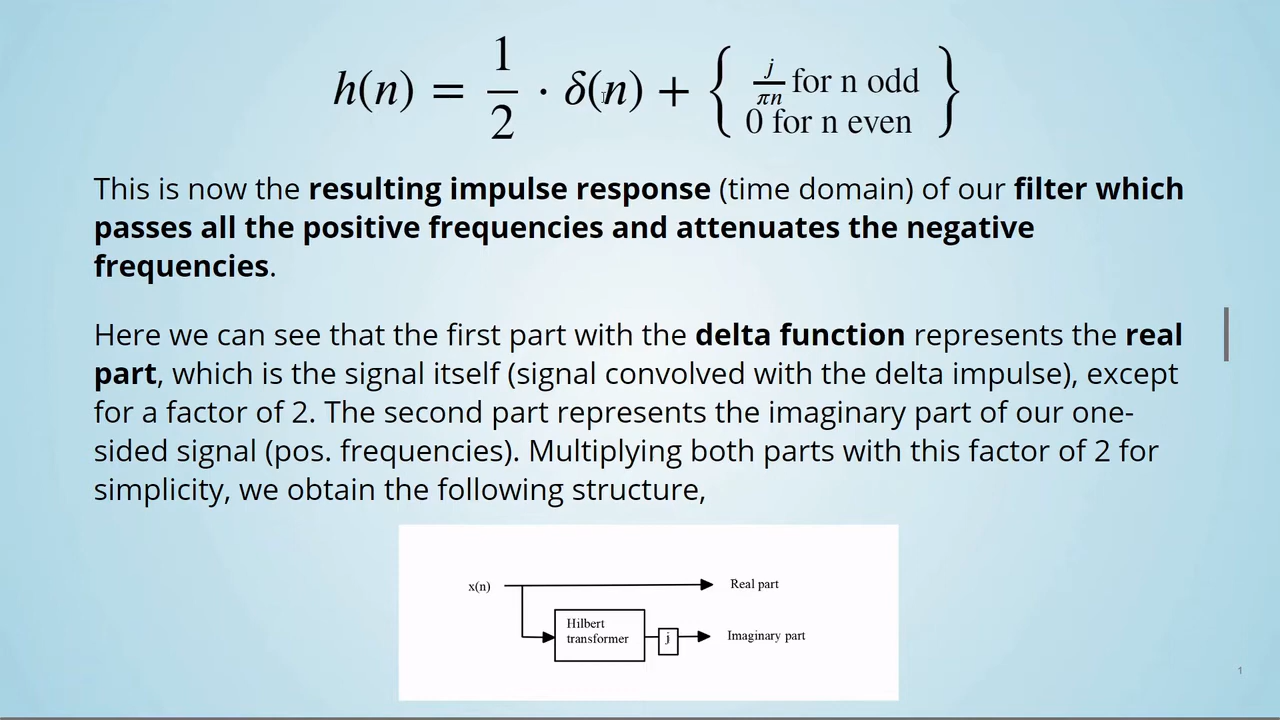 h(n) = 1/2 · δ(n) + { j/πn for n odd
0 for n even }
This is now the resulting impulse response (time domain) of our filter which
passes all the positive frequencies and attenuates the negative
frequencies.
Here we can see that the first part with the delta function represents the real
part, which is the signal itself (signal convolved with the delta impulse), except
for a factor of 2. The second part represents the imaginary part of our one-
sided signal (pos. frequencies). Multiplying both parts with this factor of 2 for
simplicity, we obtain the following structure,
x(n)
Real part
Hilbert
transformer
j
Imaginary part
1